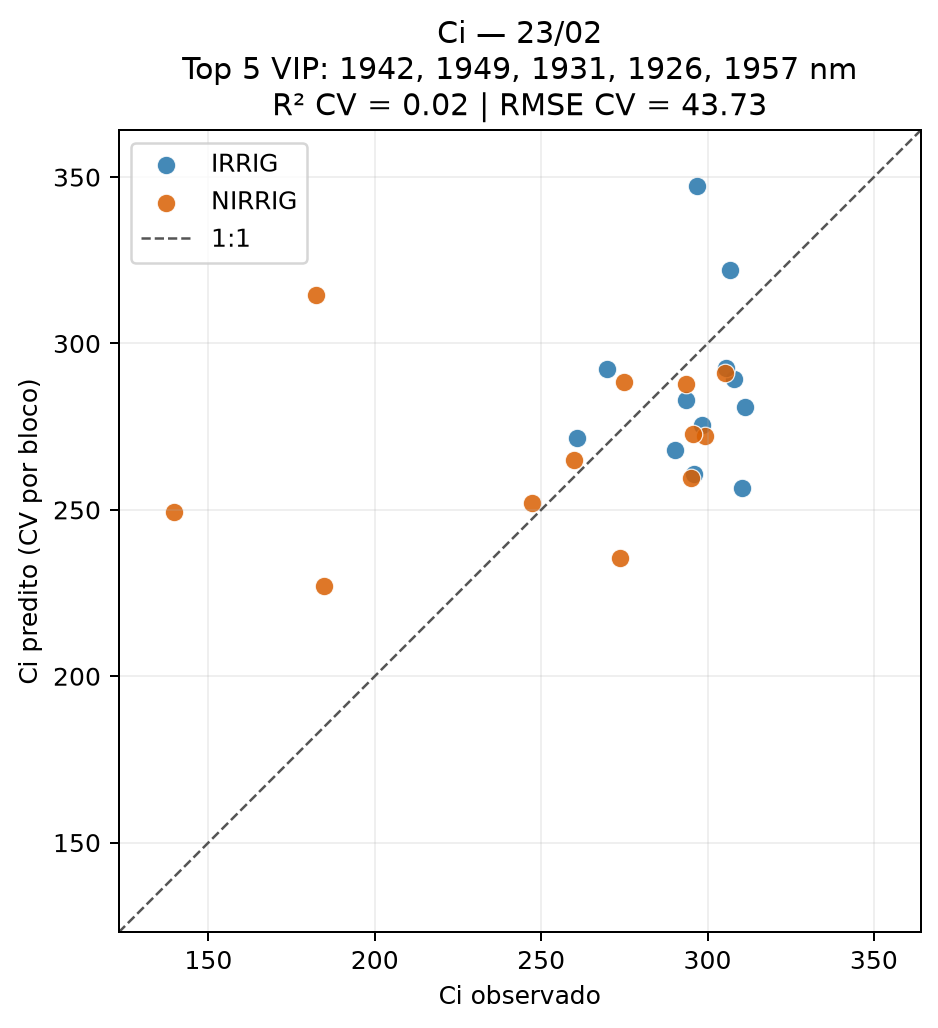 Ci — 23/02
Top 5 VIP: 1942, 1949, 1931, 1926, 1957 nm
R² CV = 0.02 | RMSE CV = 43.73
IRRIG
NIRRIG
1:1
Ci predito (CV por bloco)
350
300
250
200
150
150
200
250
300
350
Ci observado